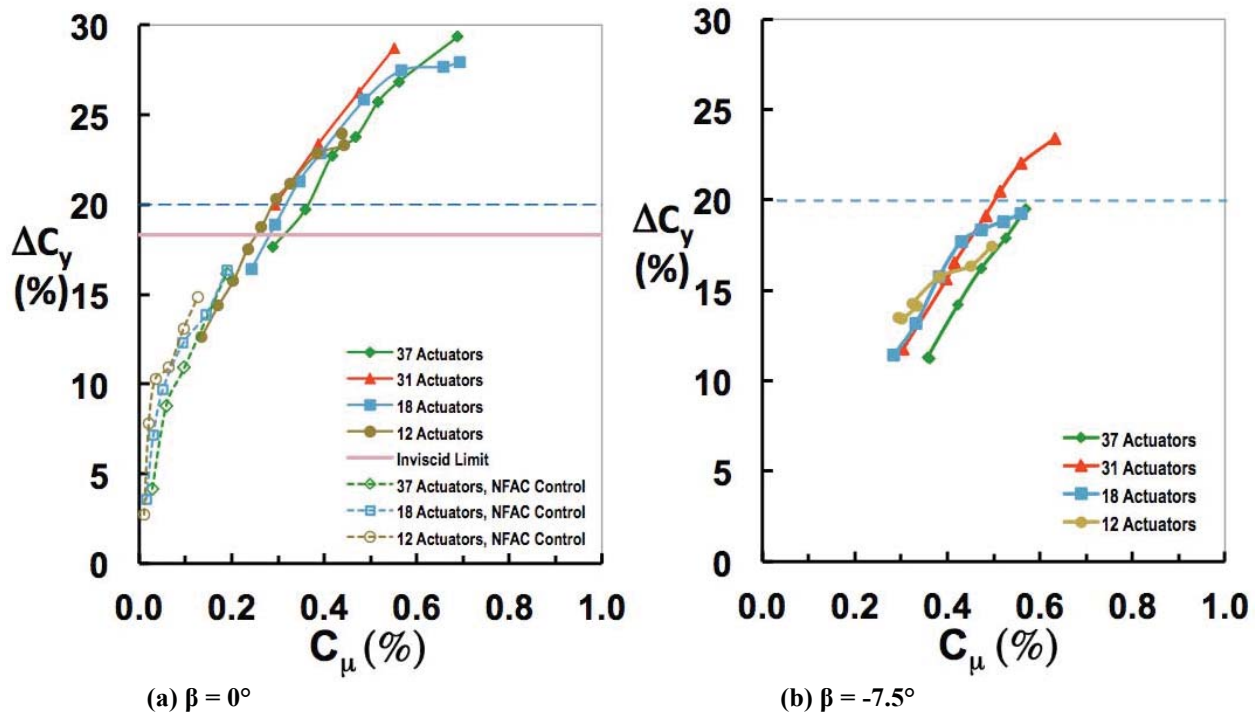 30
25
20
ΔCy
(%)
15
10
5
0
0.0 0.2 0.4 0.6 0.8 1.0
Cμ (%)
37 Actuators
31 Actuators
18 Actuators
12 Actuators
Inviscid Limit
37 Actuators, NFAC Control
18 Actuators, NFAC Control
12 Actuators, NFAC Control
(a) β = 0°
30
25
20
ΔCy
(%)
15
10
5
0
0.0 0.2 0.4 0.6 0.8 1.0
Cμ (%)
37 Actuators
31 Actuators
18 Actuators
12 Actuators
(b) β = -7.5°